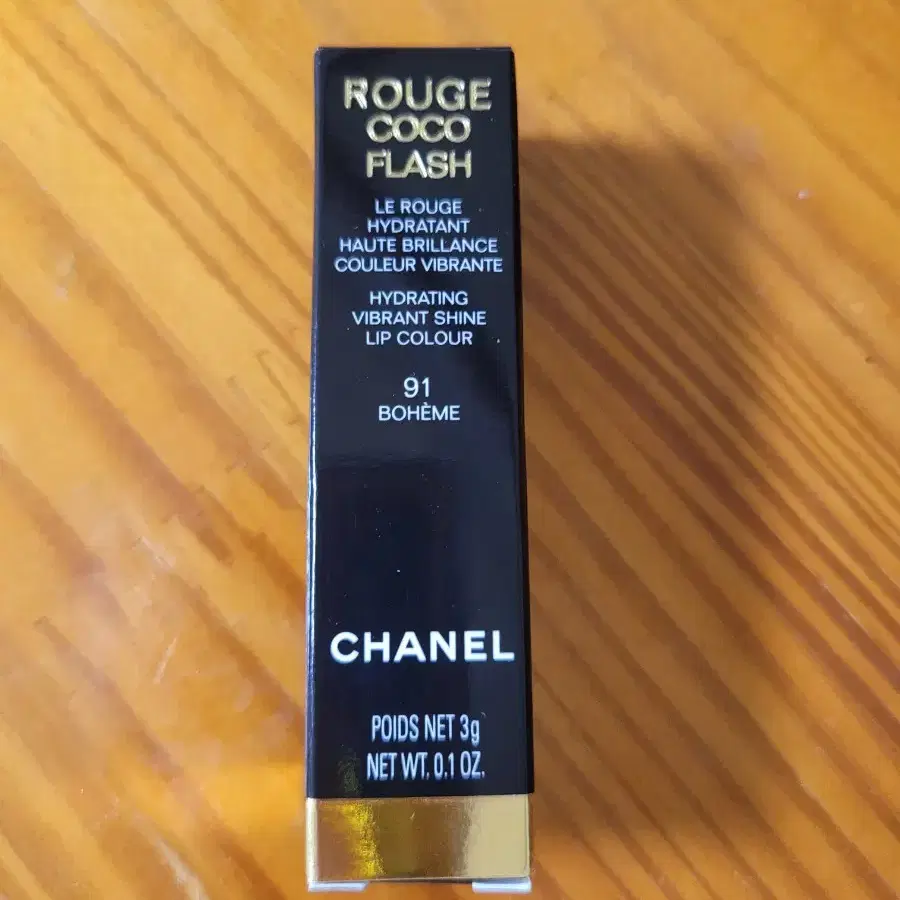 ROUGE
COCO
FLASH
LE ROUGE
HYDRATANT
HAUTE BRILLANCE
COULEUR VIBRANTE
HYDRATING
VIBRANT SHINE
LIP COLOUR
91
BOHÈME
CHANEL
POIDS NET 3g
NET WT. 0.1 OZ.